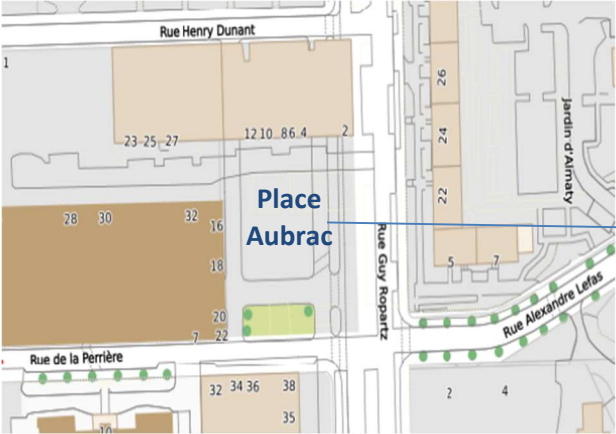 Rue Henry Dunant
1
26
23 25 27
12 10 8 6 4
2
24
Jardin d'Almaty
22
Place
Aubrac
28
30
32
16
Rue Guy Ropartz
18
5
7
20
22
7
Rue Alexandre Lefas
Rue de la Perrière
32 34 36
38
2
4
35
10